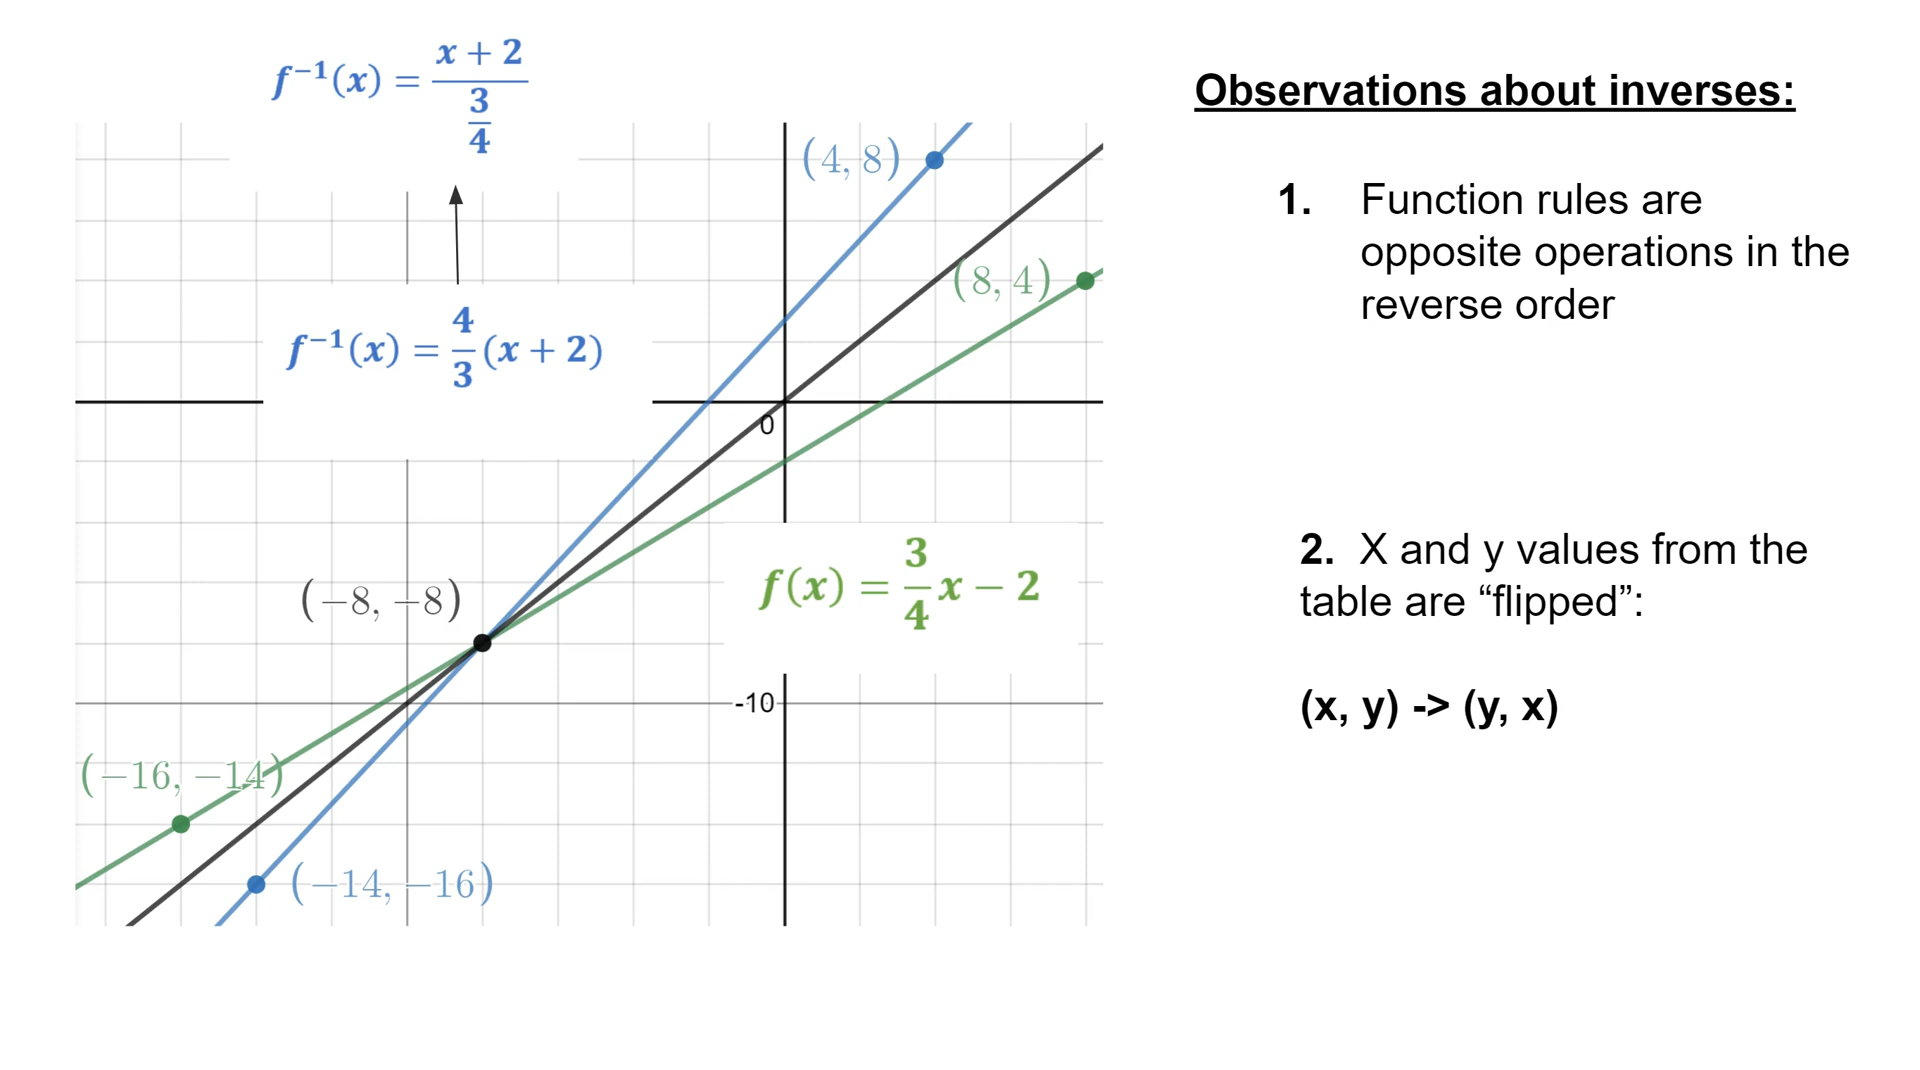 f⁻¹(x) = (x + 2)/(3/4)
f⁻¹(x) = 4/3 (x + 2)
(4, 8)
(8, 4)
0
f(x) = 3/4 x − 2
(−8, −8)
-10
(−16, −14)
(−14, −16)
Observations about inverses:
1. Function rules are
opposite operations in the
reverse order
2. X and y values from the
table are “flipped”:
(x, y) -> (y, x)